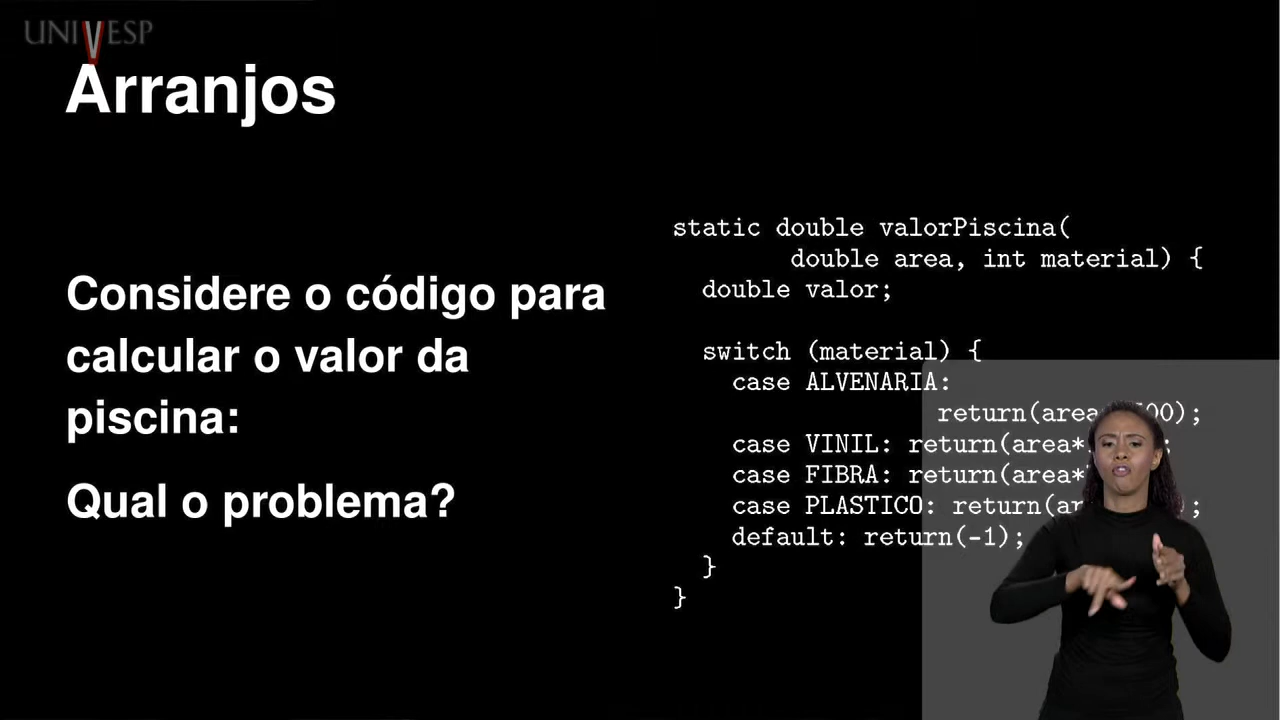 UNIVESP
Arranjos
Considere o código para
calcular o valor da
piscina:
Qual o problema?
static double valorPiscina(
double area, int material) {
double valor;
switch (material) {
case ALVENARIA:
return(area 00);
case VINIL: return(area* ;
case FIBRA: return(area*
case PLASTICO: return(ar ;
default: return(-1);
}
}